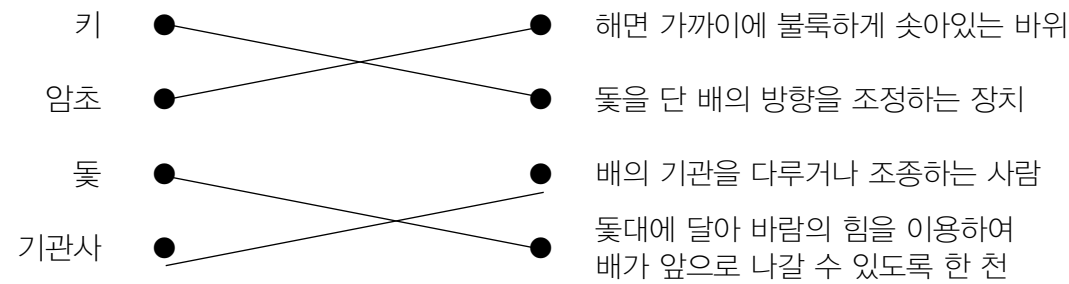 키 해면 가까이에 불룩하게 솟아있는 바위
암초 돛을 단 배의 방향을 조정하는 장치
돛 배의 기관을 다루거나 조종하는 사람
기관사 돛대에 달아 바람의 힘을 이용하여
배가 앞으로 나갈 수 있도록 한 천